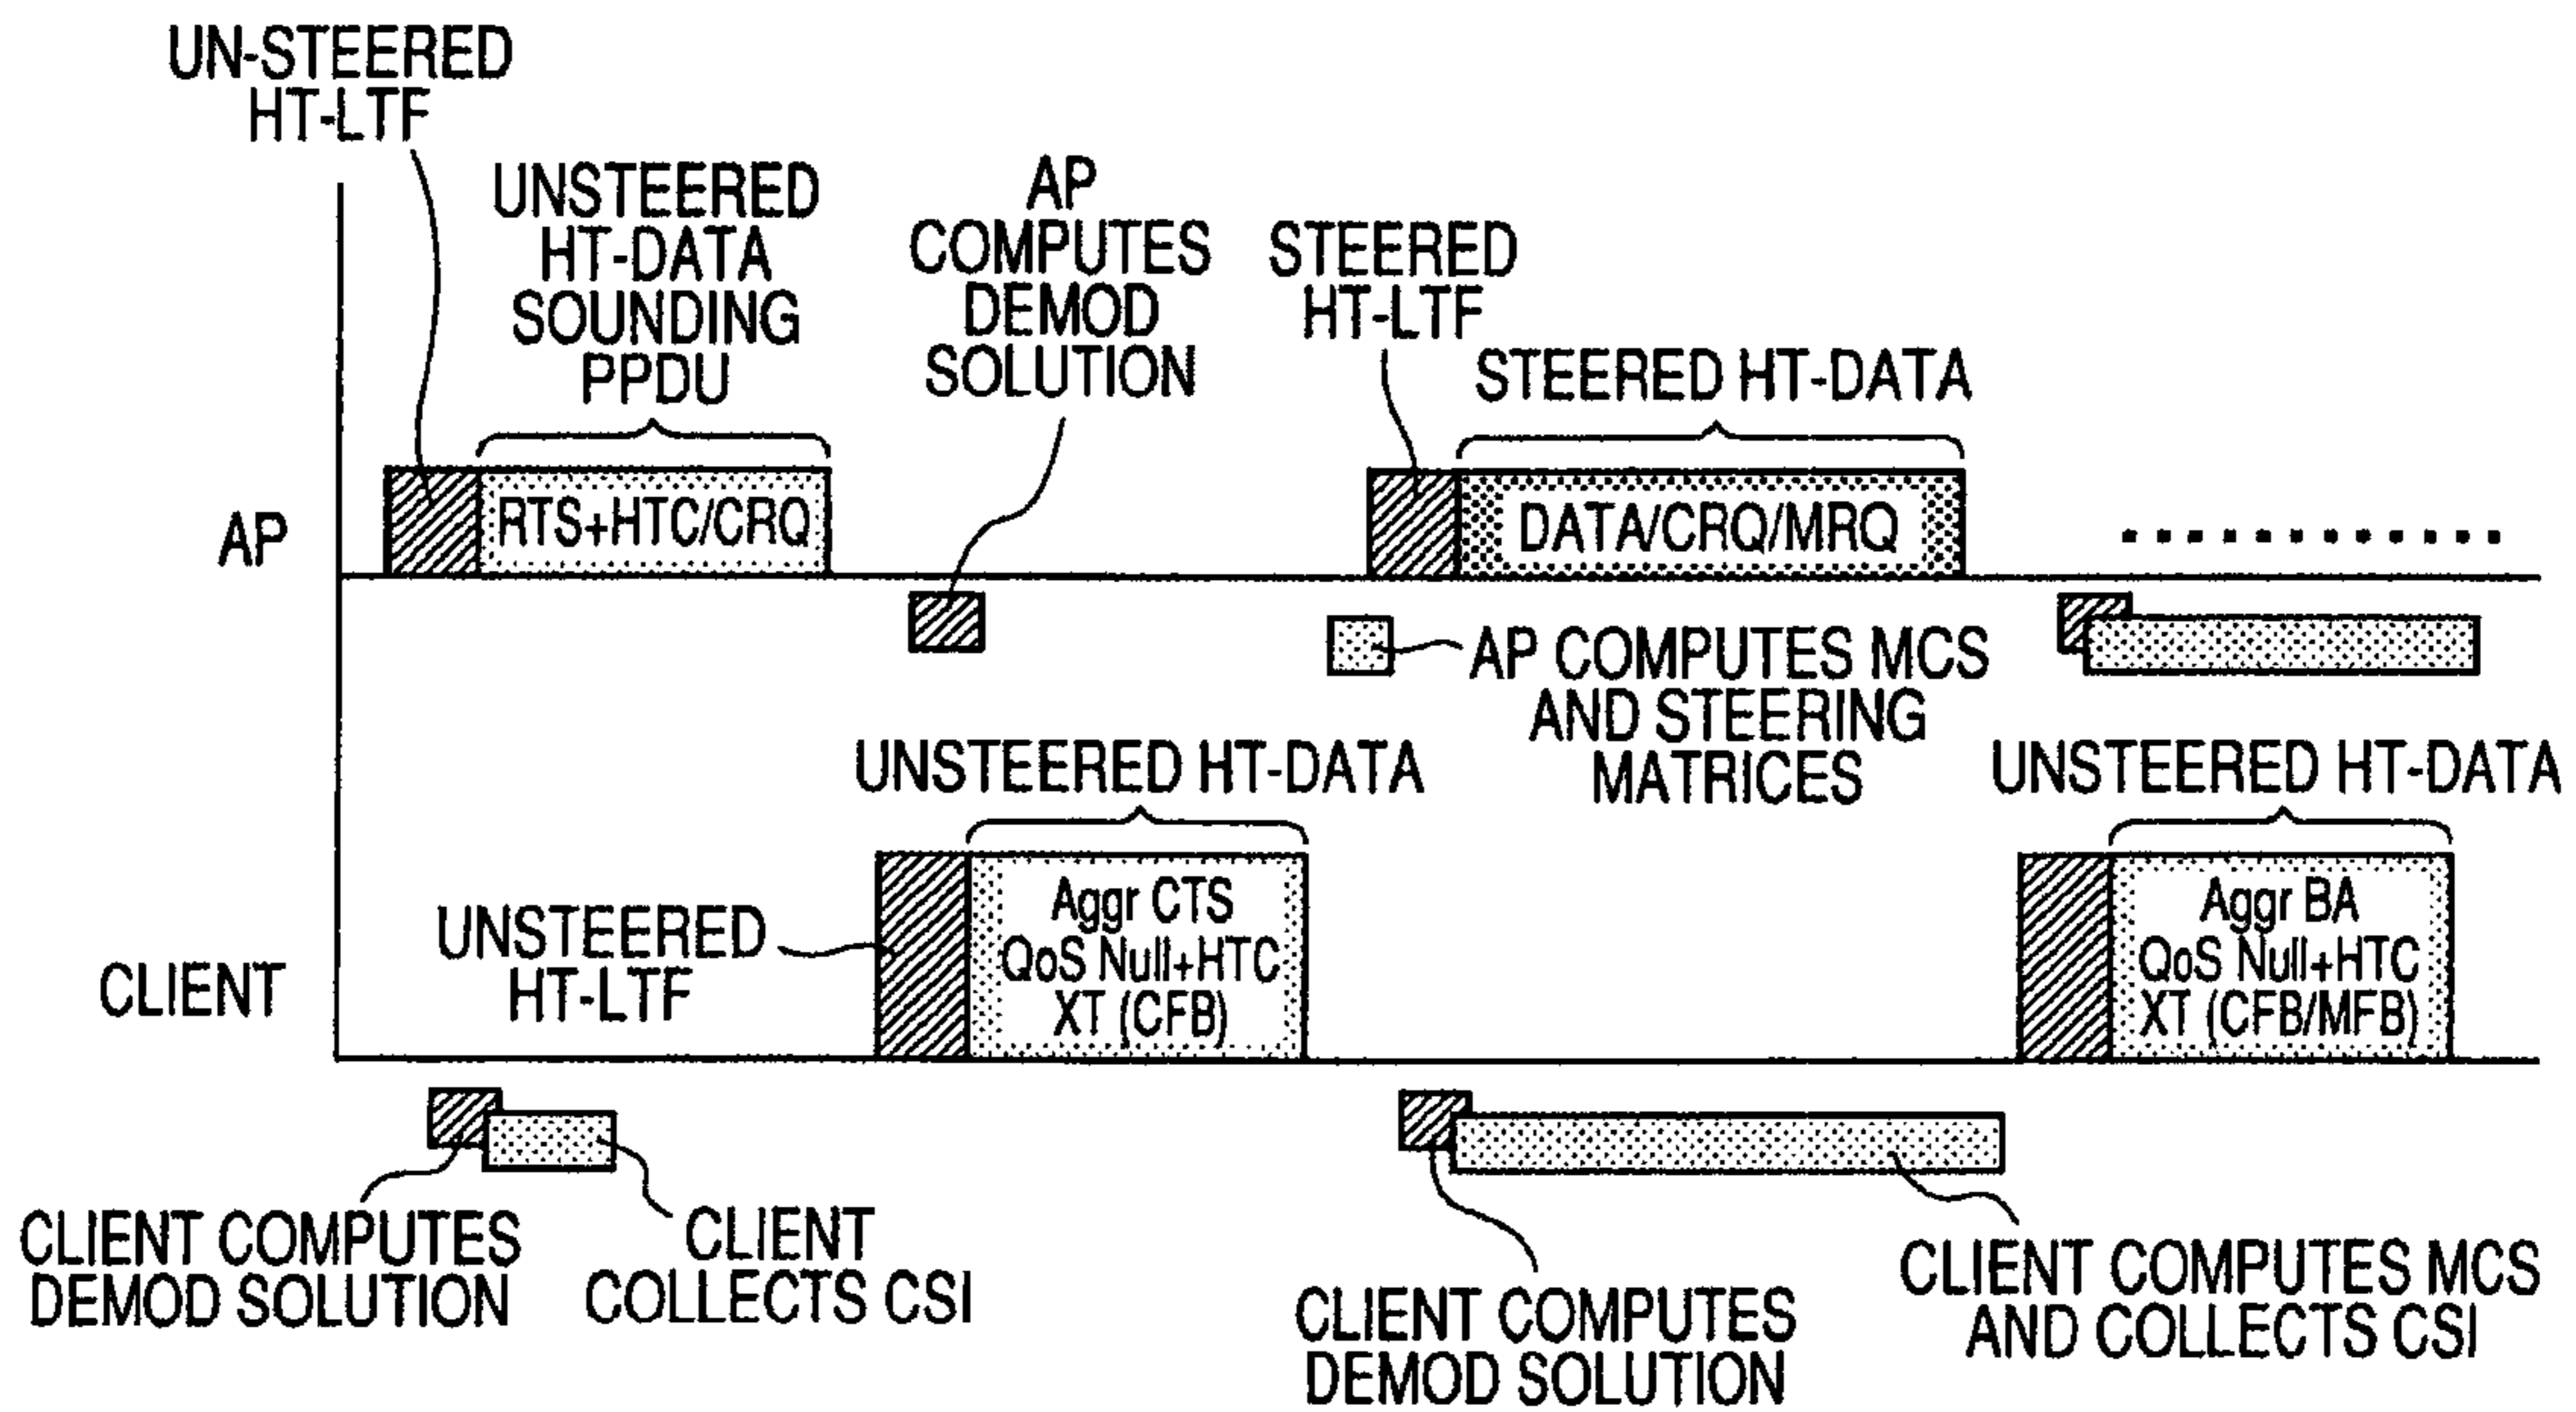 UN-STEERED
HT-LTF
UNSTEERED
HT-DATA
SOUNDING
PPDU
AP
COMPUTES
DEMOD
SOLUTION
STEERED
HT-LTF
STEERED HT-DATA
AP
RTS+HTC/CRQ
DATA/CRQ/MRQ
AP COMPUTES MCS
AND STEERING
MATRICES
UNSTEERED HT-DATA
UNSTEERED HT-DATA
CLIENT
UNSTEERED
HT-LTF
Aggr CTS
QoS Null+HTC
XT (CFB)
Aggr BA
QoS Null+HTC
XT (CFB/MFB)
CLIENT COMPUTES
DEMOD SOLUTION
CLIENT
COLLECTS CSI
CLIENT COMPUTES
DEMOD SOLUTION
CLIENT COMPUTES MCS
AND COLLECTS CSI